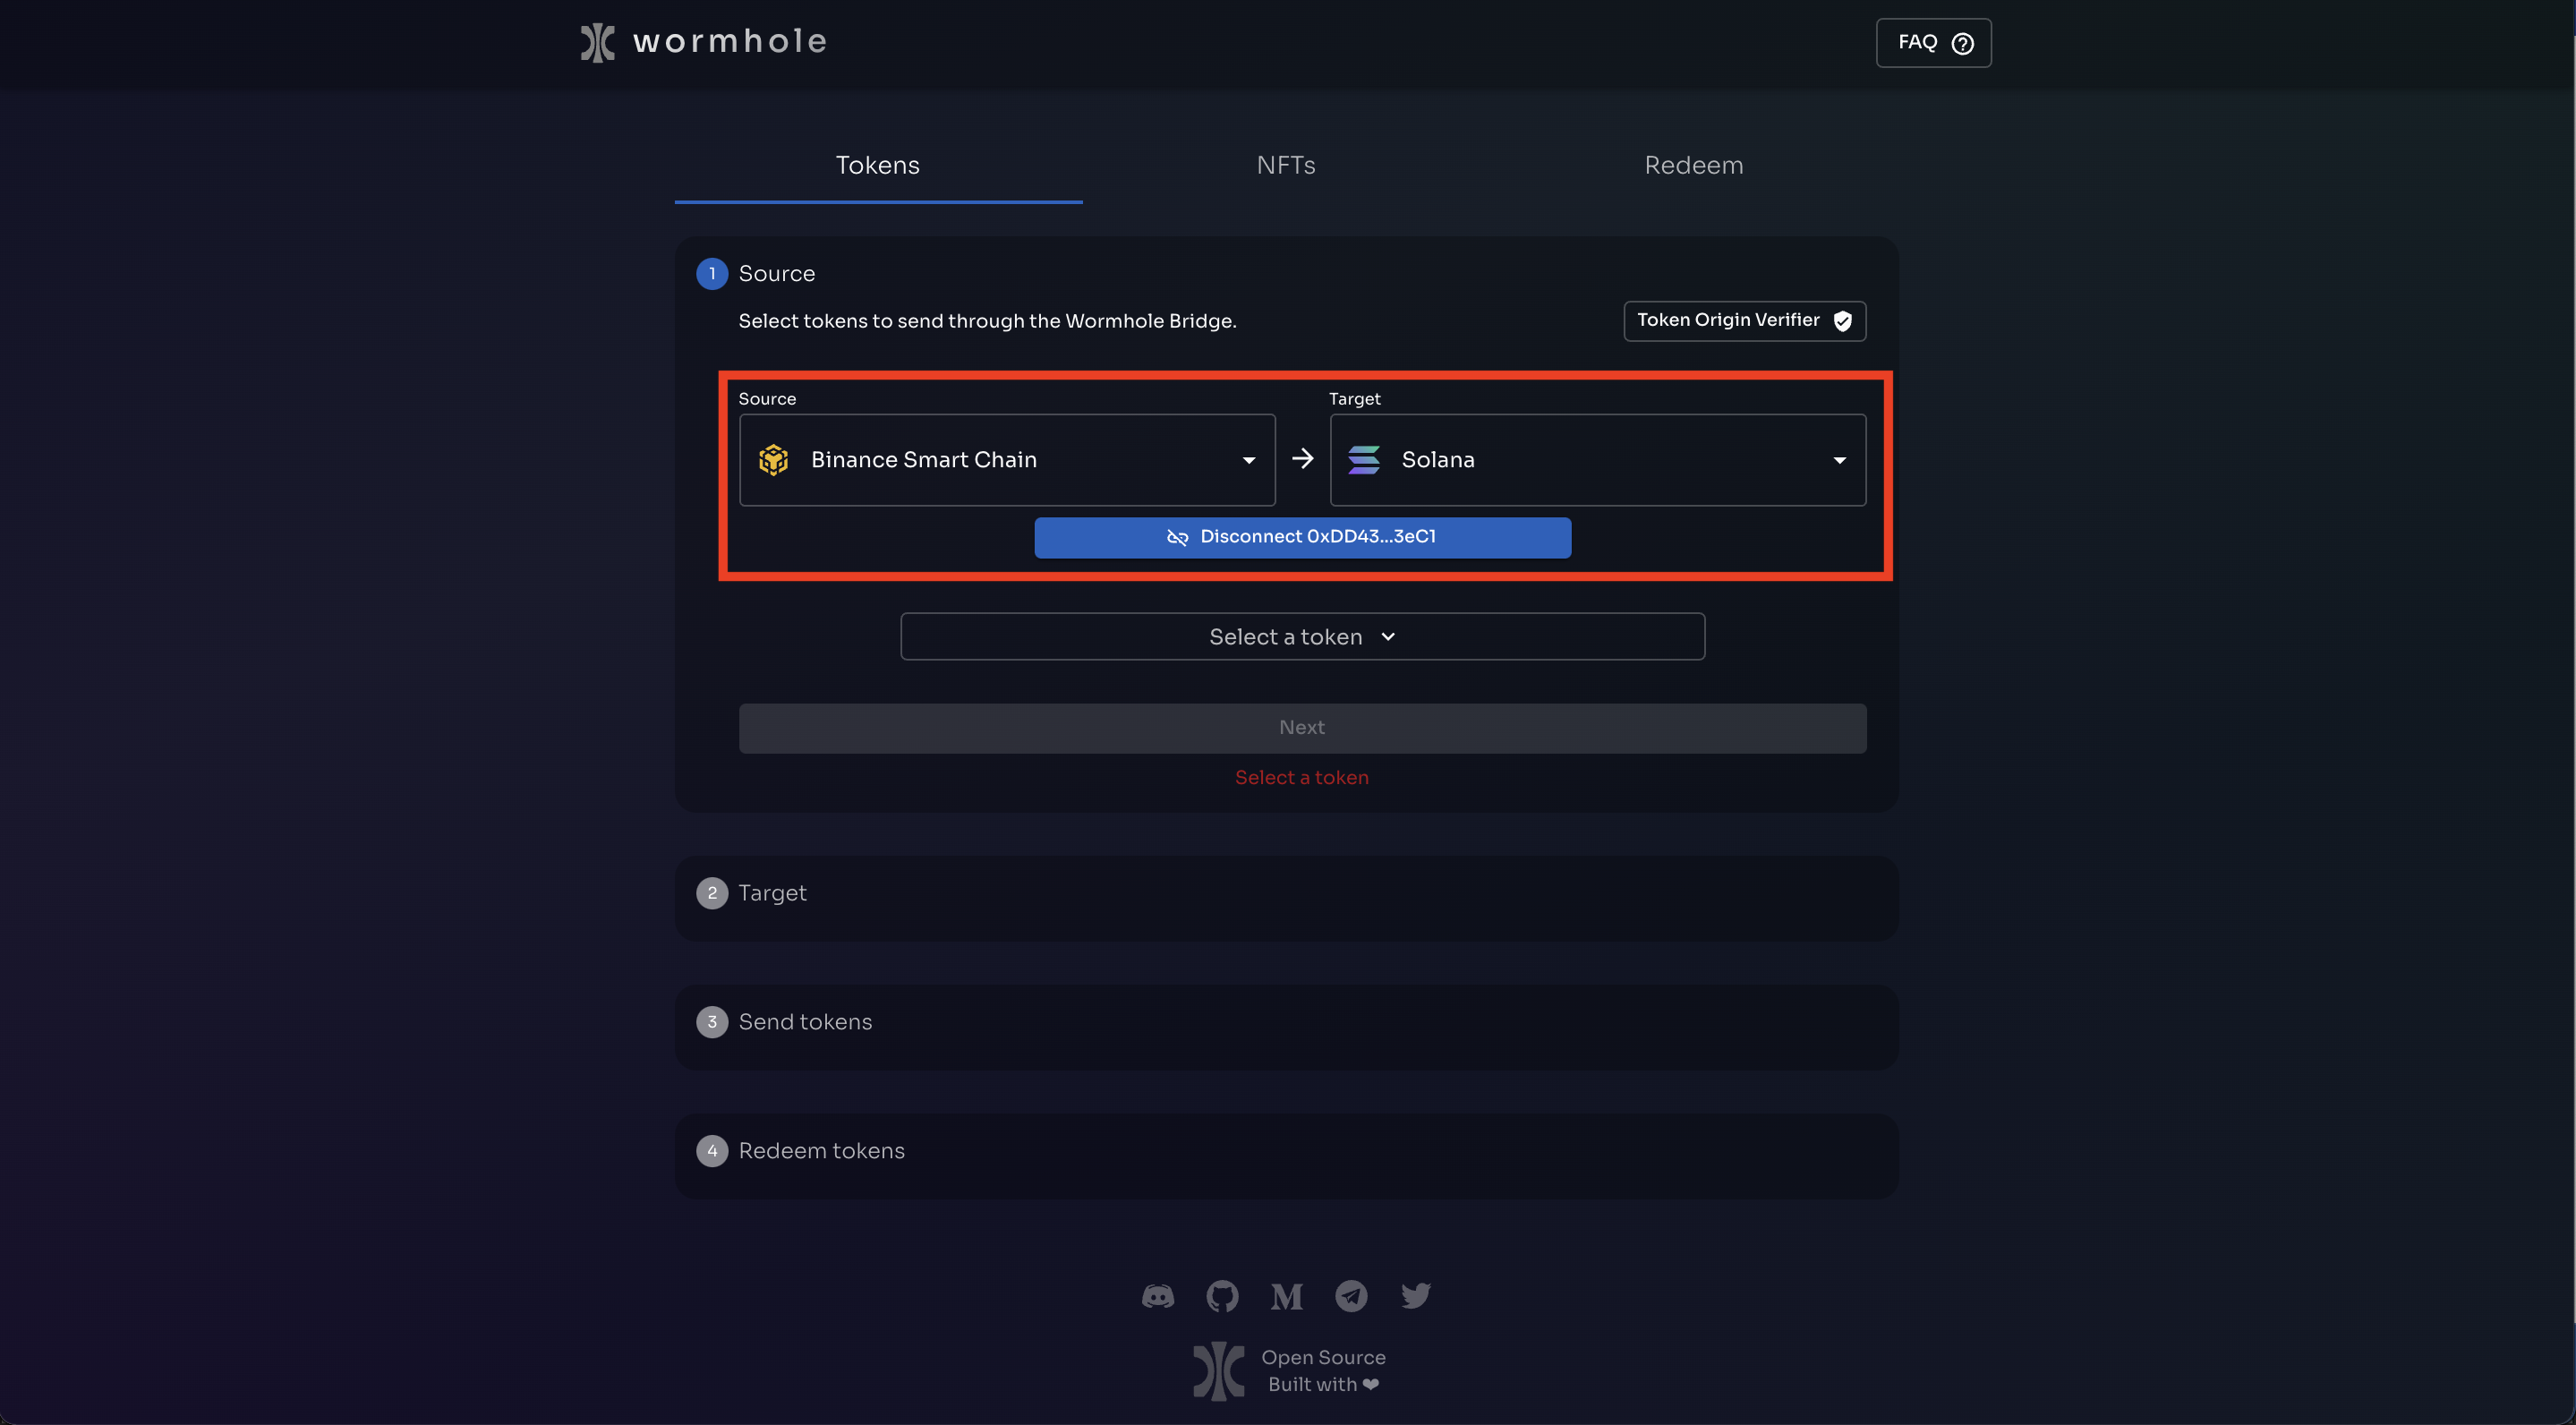 wormhole
FAQ
Tokens
NFTs
Redeem
1 Source
Select tokens to send through the Wormhole Bridge.
Token Origin Verifier
Source
Target
Binance Smart Chain
Solana
Disconnect 0xDD43...3eC1
Select a token
Next
Select a token
2 Target
3 Send tokens
4 Redeem tokens
Open Source
Built with ❤